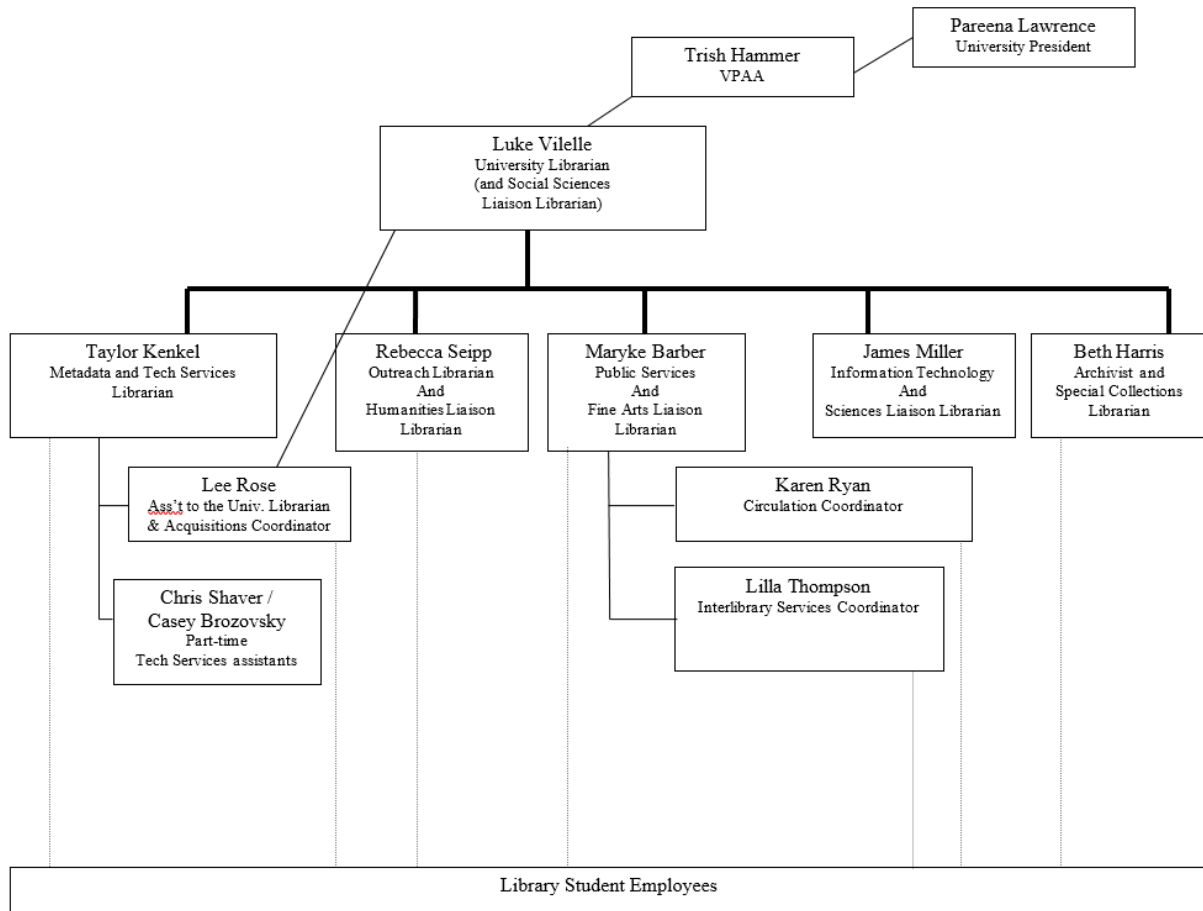 Pareena Lawrence
University President
Trish Hammer
VPAA
Luke Vilelle
University Librarian
(and Social Sciences
Liaison Librarian)
Taylor Kenkel
Metadata and Tech Services
Librarian
Rebecca Seipp
Outreach Librarian
And
Humanities Liaison
Librarian
Maryke Barber
Public Services
And
Fine Arts Liaison
Librarian
James Miller
Information Technology
And
Sciences Liaison Librarian
Beth Harris
Archivist and
Special Collections
Librarian
Lee Rose
Ass't to the Univ. Librarian
& Acquisitions Coordinator
Karen Ryan
Circulation Coordinator
Chris Shaver /
Casey Brozovsky
Part-time
Tech Services assistants
Lilla Thompson
Interlibrary Services Coordinator
Library Student Employees